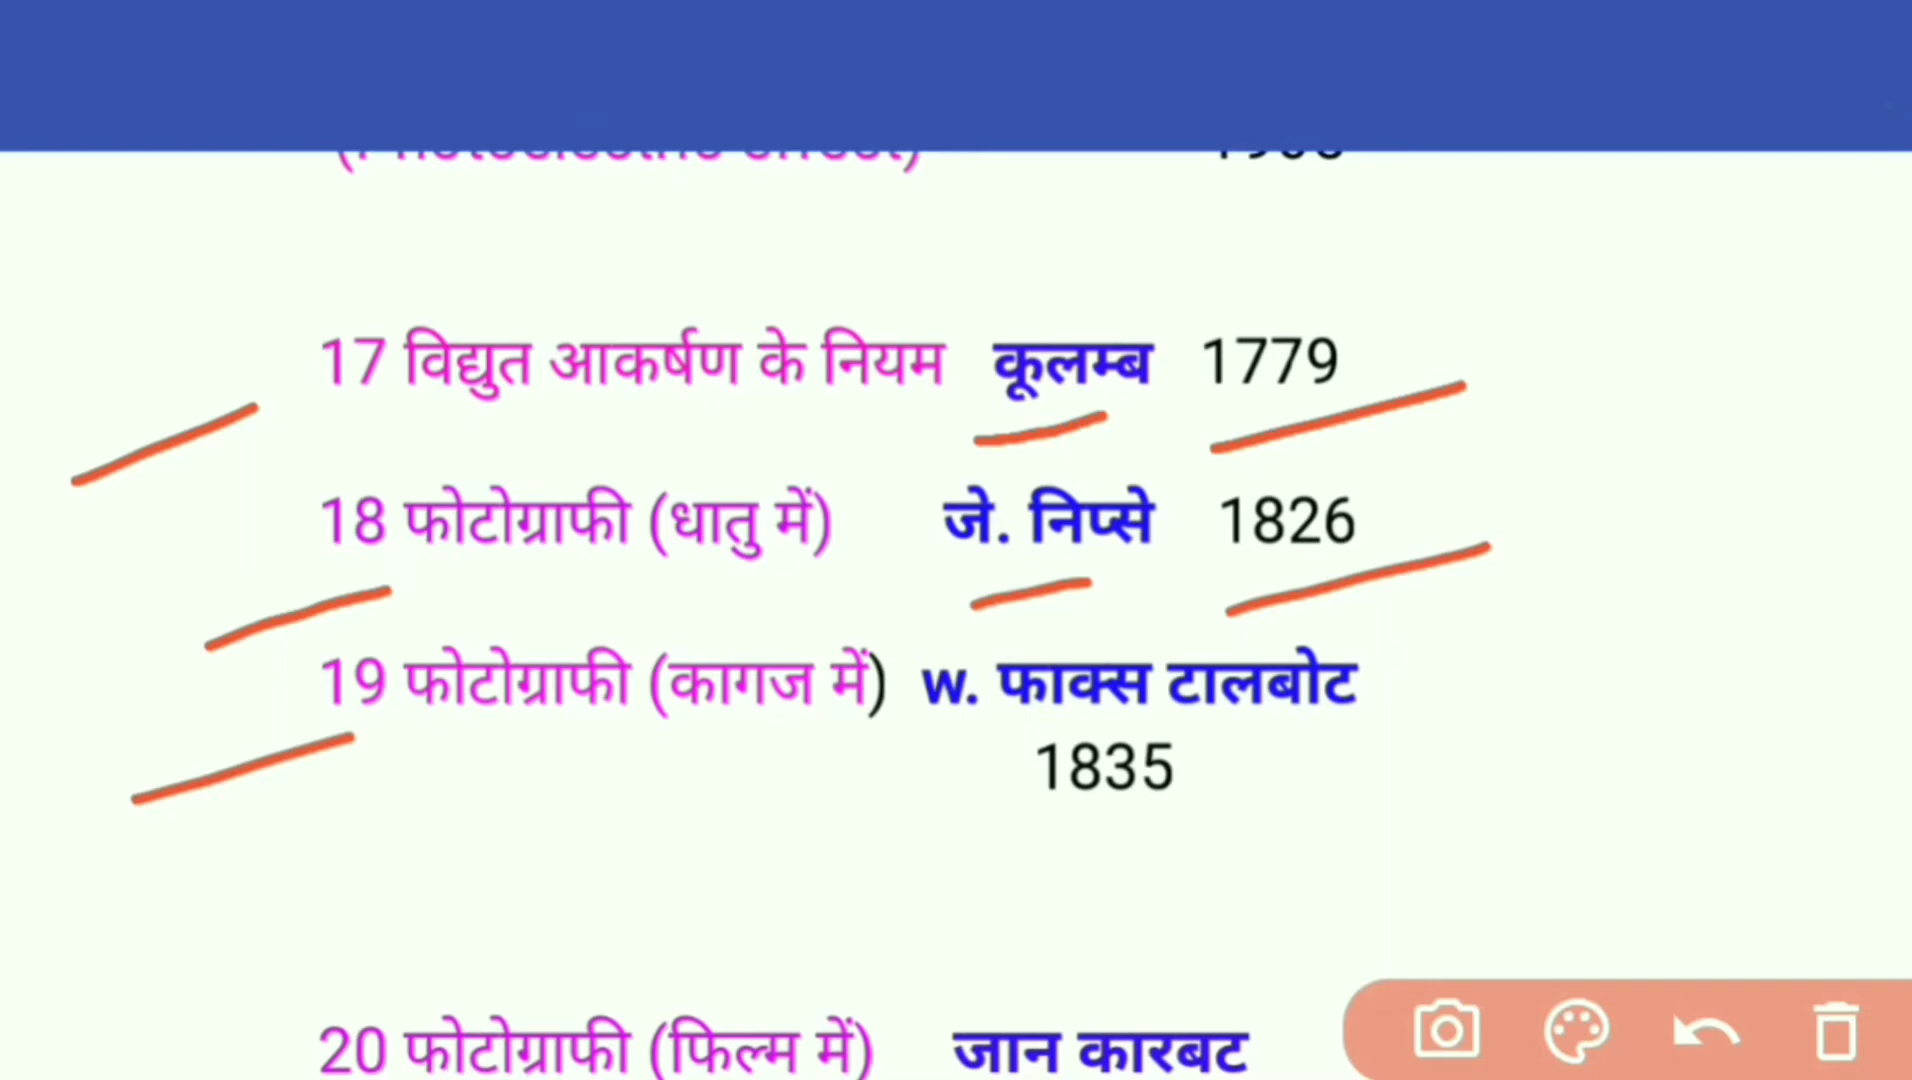 17 विद्युत आकर्षण के नियम कूलम्ब 1779
18 फोटोग्राफी (धातु में) जे. निप्से 1826
19 फोटोग्राफी (कागज में) w. फाक्स टालबोट
1835
20 फोटोग्राफी (फिल्म में) जान कारबट